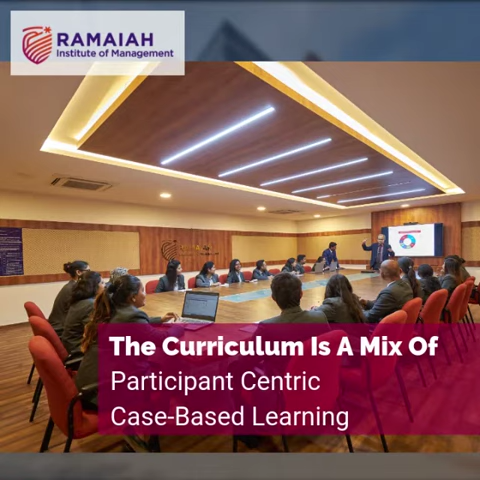 RAMAIAH
Institute of Management
The Curriculum Is A Mix Of
Participant Centric
Case-Based Learning